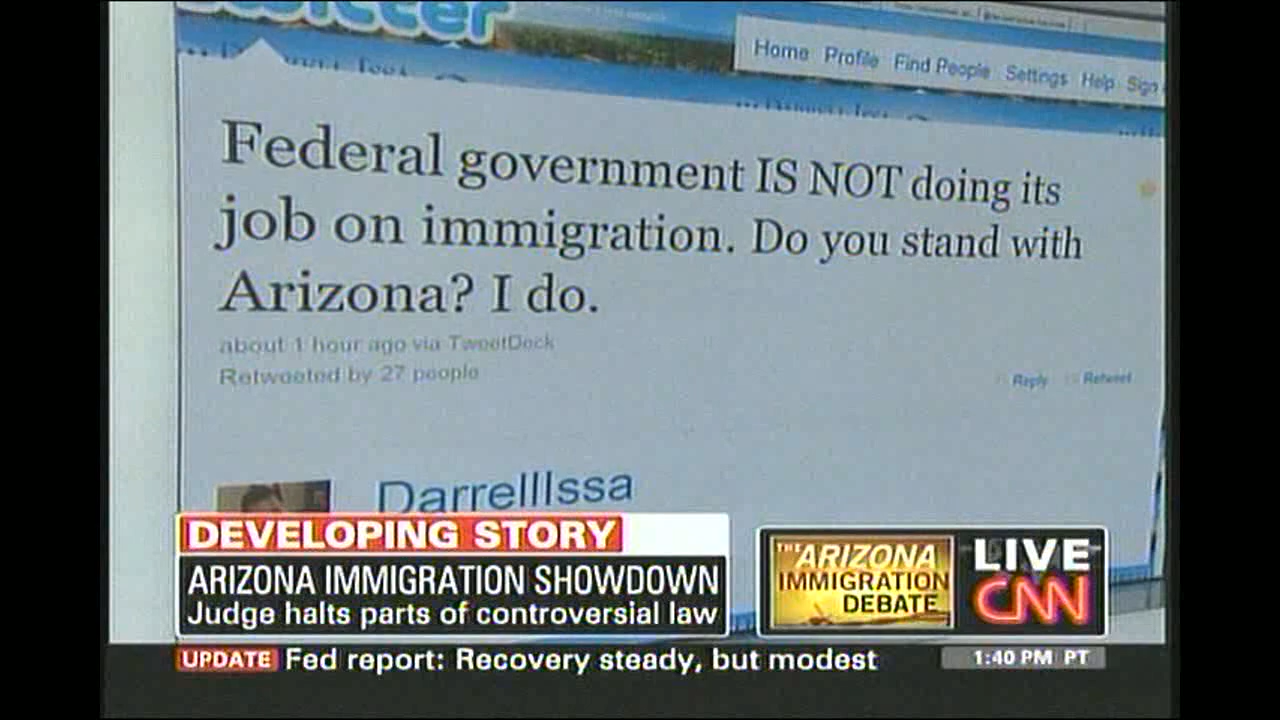 twitter
Home Profile Find People Settings Help Sign
Federal government IS NOT doing its
job on immigration. Do you stand with
Arizona? I do.
about 1 hour ago via TweetDeck
Retweeted by 27 people
Reply Retweet
DarrellIssa
DEVELOPING STORY
ARIZONA IMMIGRATION SHOWDOWN
Judge halts parts of controversial law
THE ARIZONA
IMMIGRATION
DEBATE
LIVE
CNN
UPDATE Fed report: Recovery steady, but modest
1:40 PM PT